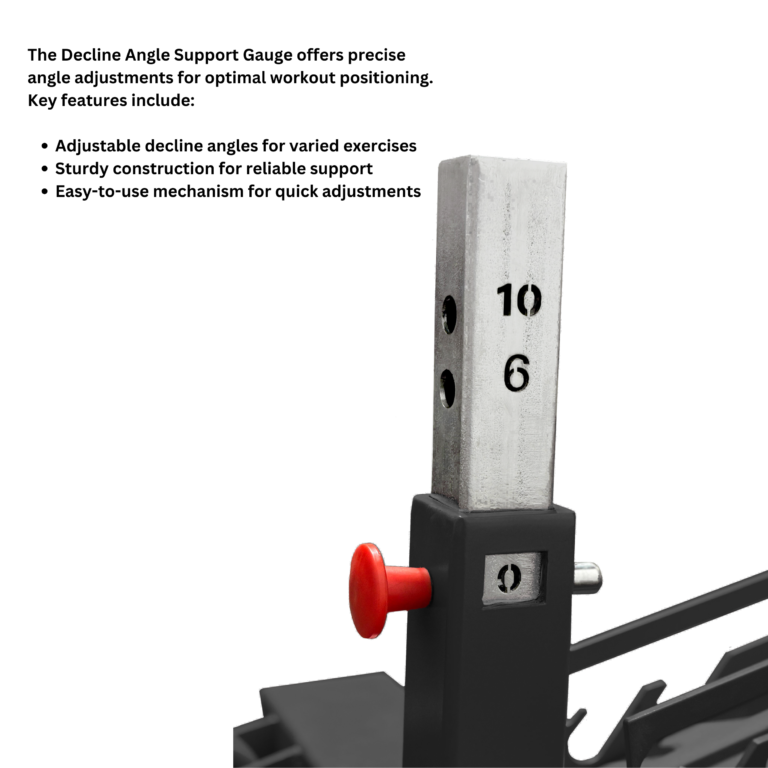 The Decline Angle Support Gauge offers precise
angle adjustments for optimal workout positioning.
Key features include:
• Adjustable decline angles for varied exercises
• Sturdy construction for reliable support
• Easy-to-use mechanism for quick adjustments
10
6
0